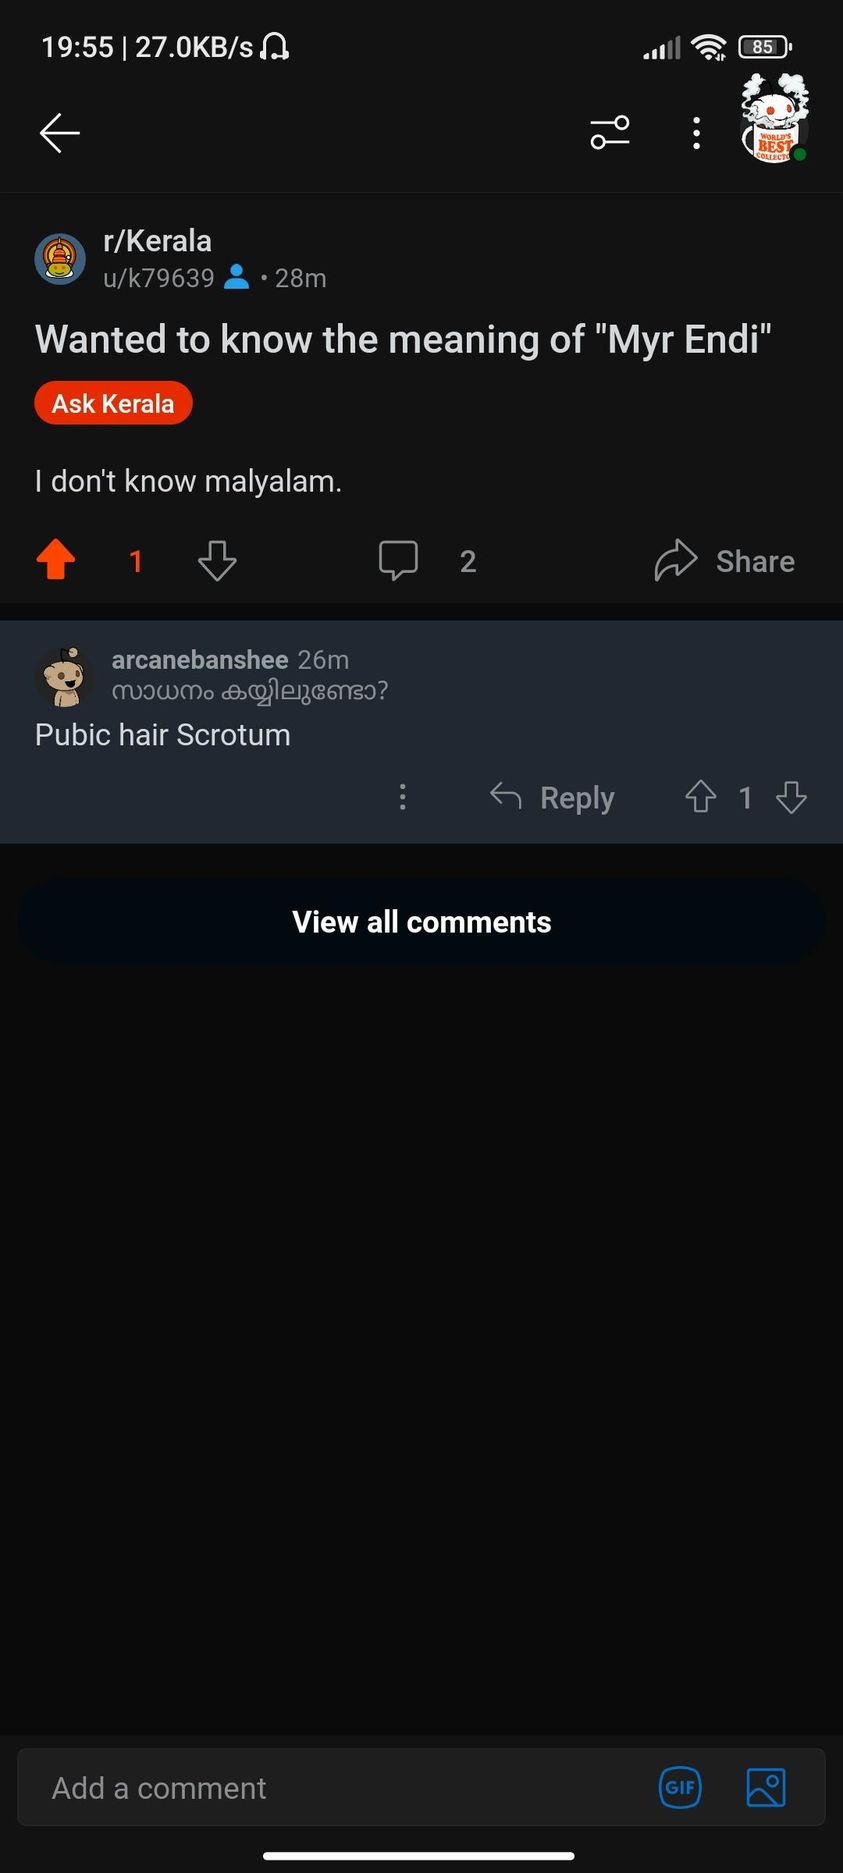 19:55 | 27.0KB/s
85
WORLD'S
BEST
COLLECTO
r/Kerala
u/k79639 • 28m
Wanted to know the meaning of "Myr Endi"
Ask Kerala
I don't know malyalam.
1
2
Share
arcanebanshee 26m
സാധനം കയ്യിലുണ്ടോ?
Pubic hair Scrotum
Reply
1
View all comments
Add a comment
GIF